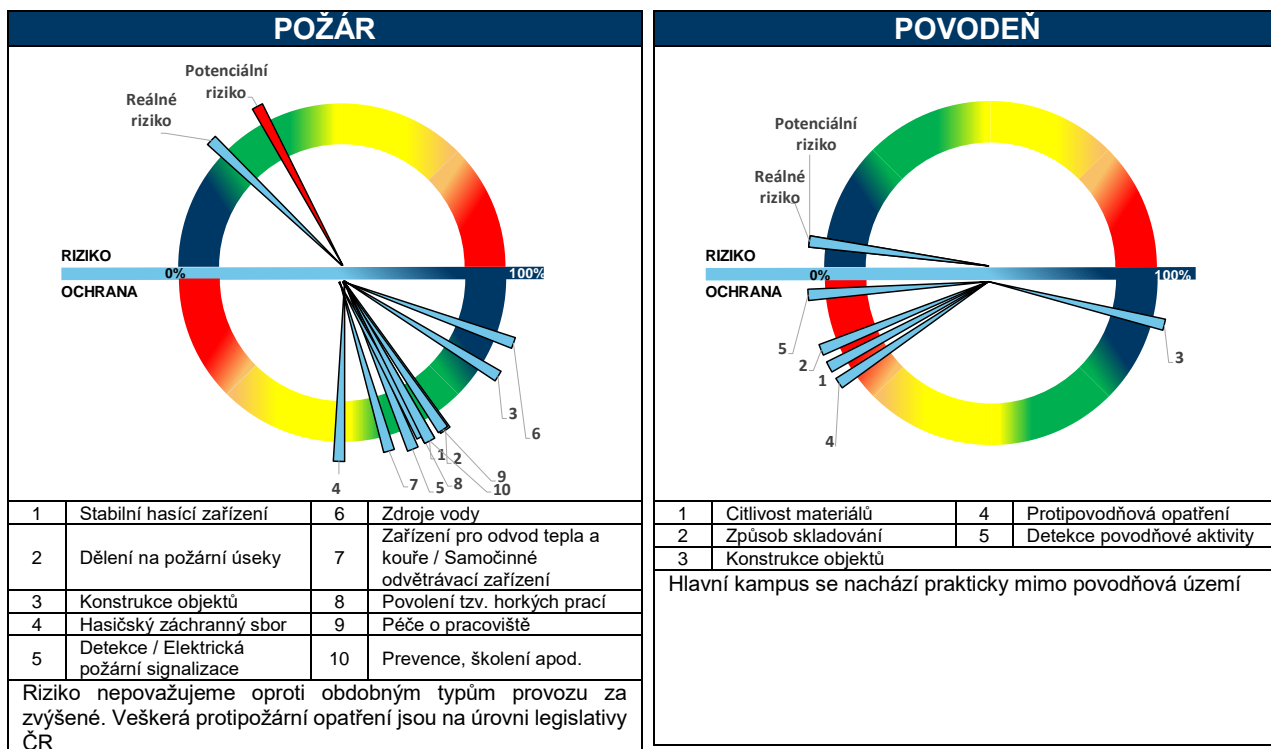 POŽÁR
Potenciální
riziko
Reálné
riziko
RIZIKO
0%
100%
OCHRANA
6
3
9
2
1
10
8
5
7
4
1 Stabilní hasící zařízení 6 Zdroje vody
2 Dělení na požární úseky 7 Zařízení pro odvod tepla a
kouře / Samočinné
odvětrávací zařízení
3 Konstrukce objektů 8 Povolení tzv. horkých prací
4 Hasičský záchranný sbor 9 Péče o pracoviště
5 Detekce / Elektrická
požární signalizace 10 Prevence, školení apod.
Riziko nepovažujeme oproti obdobným typům provozu za
zvýšené. Veškerá protipožární opatření jsou na úrovni legislativy
ČR
POVODEŇ
Potenciální
riziko
Reálné
riziko
RIZIKO
0%
100%
OCHRANA
5
2
1
4
3
1 Citlivost materiálů 4 Protipovodňová opatření
2 Způsob skladování 5 Detekce povodňové aktivity
3 Konstrukce objektů
Hlavní kampus se nachází prakticky mimo povodňová území